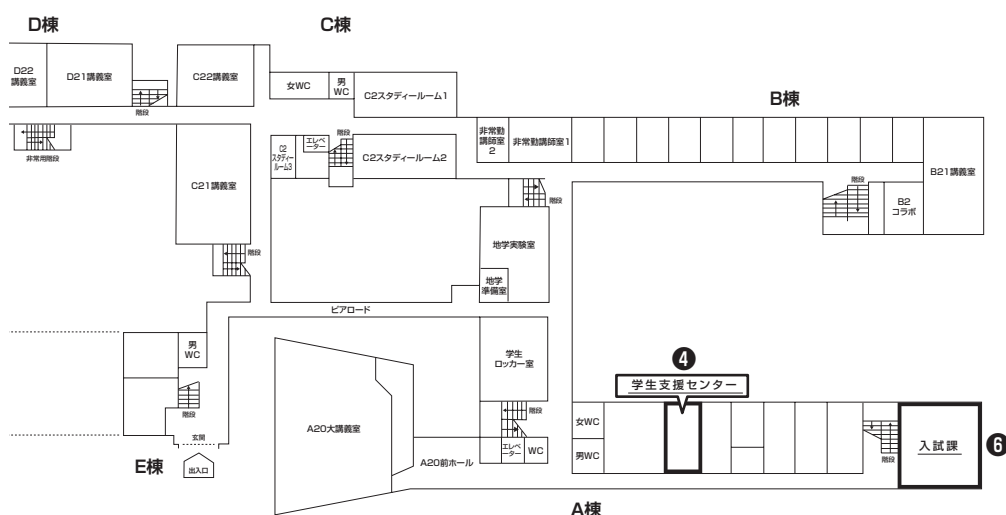 D棟
C棟
D22
講義室
D21講義室
階段
C22講義室
女WC
男
WC
C2スタディールーム1
B棟
非常用階段
C21講義室
C2
スタディー
ルーム3
エレベ
ーター
階段
C2スタディールーム2
非常勤
講師室
2
非常勤講師室1
階段
B21講義室
B2
コラボ
階段
階段
地学実験室
地学
準備室
ピアロード
男
WC
階段
玄関
出入口
E棟
学生
ロッカー室
A20大講義室
階段
エレベ
ーター
WC
A20前ホール
❹
学生支援センター
女WC
男WC
階段
入試課
❻
A棟